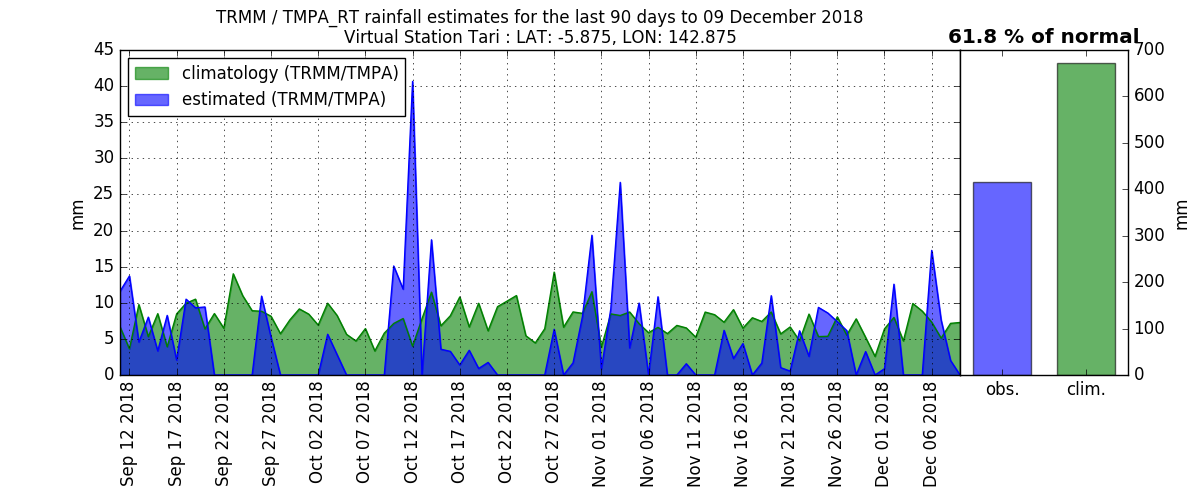 TRMM / TMPA_RT rainfall estimates for the last 90 days to 09 December 2018
Virtual Station Tari : LAT: -5.875, LON: 142.875
61.8 % of normal
climatology (TRMM/TMPA)
estimated (TRMM/TMPA)
45
40
35
30
25
20
15
10
5
0
mm
Sep 12 2018
Sep 17 2018
Sep 22 2018
Sep 27 2018
Oct 02 2018
Oct 07 2018
Oct 12 2018
Oct 17 2018
Oct 22 2018
Oct 27 2018
Nov 01 2018
Nov 06 2018
Nov 11 2018
Nov 16 2018
Nov 21 2018
Nov 26 2018
Dec 01 2018
Dec 06 2018
obs.
clim.
700
600
500
400
300
200
100
0
mm